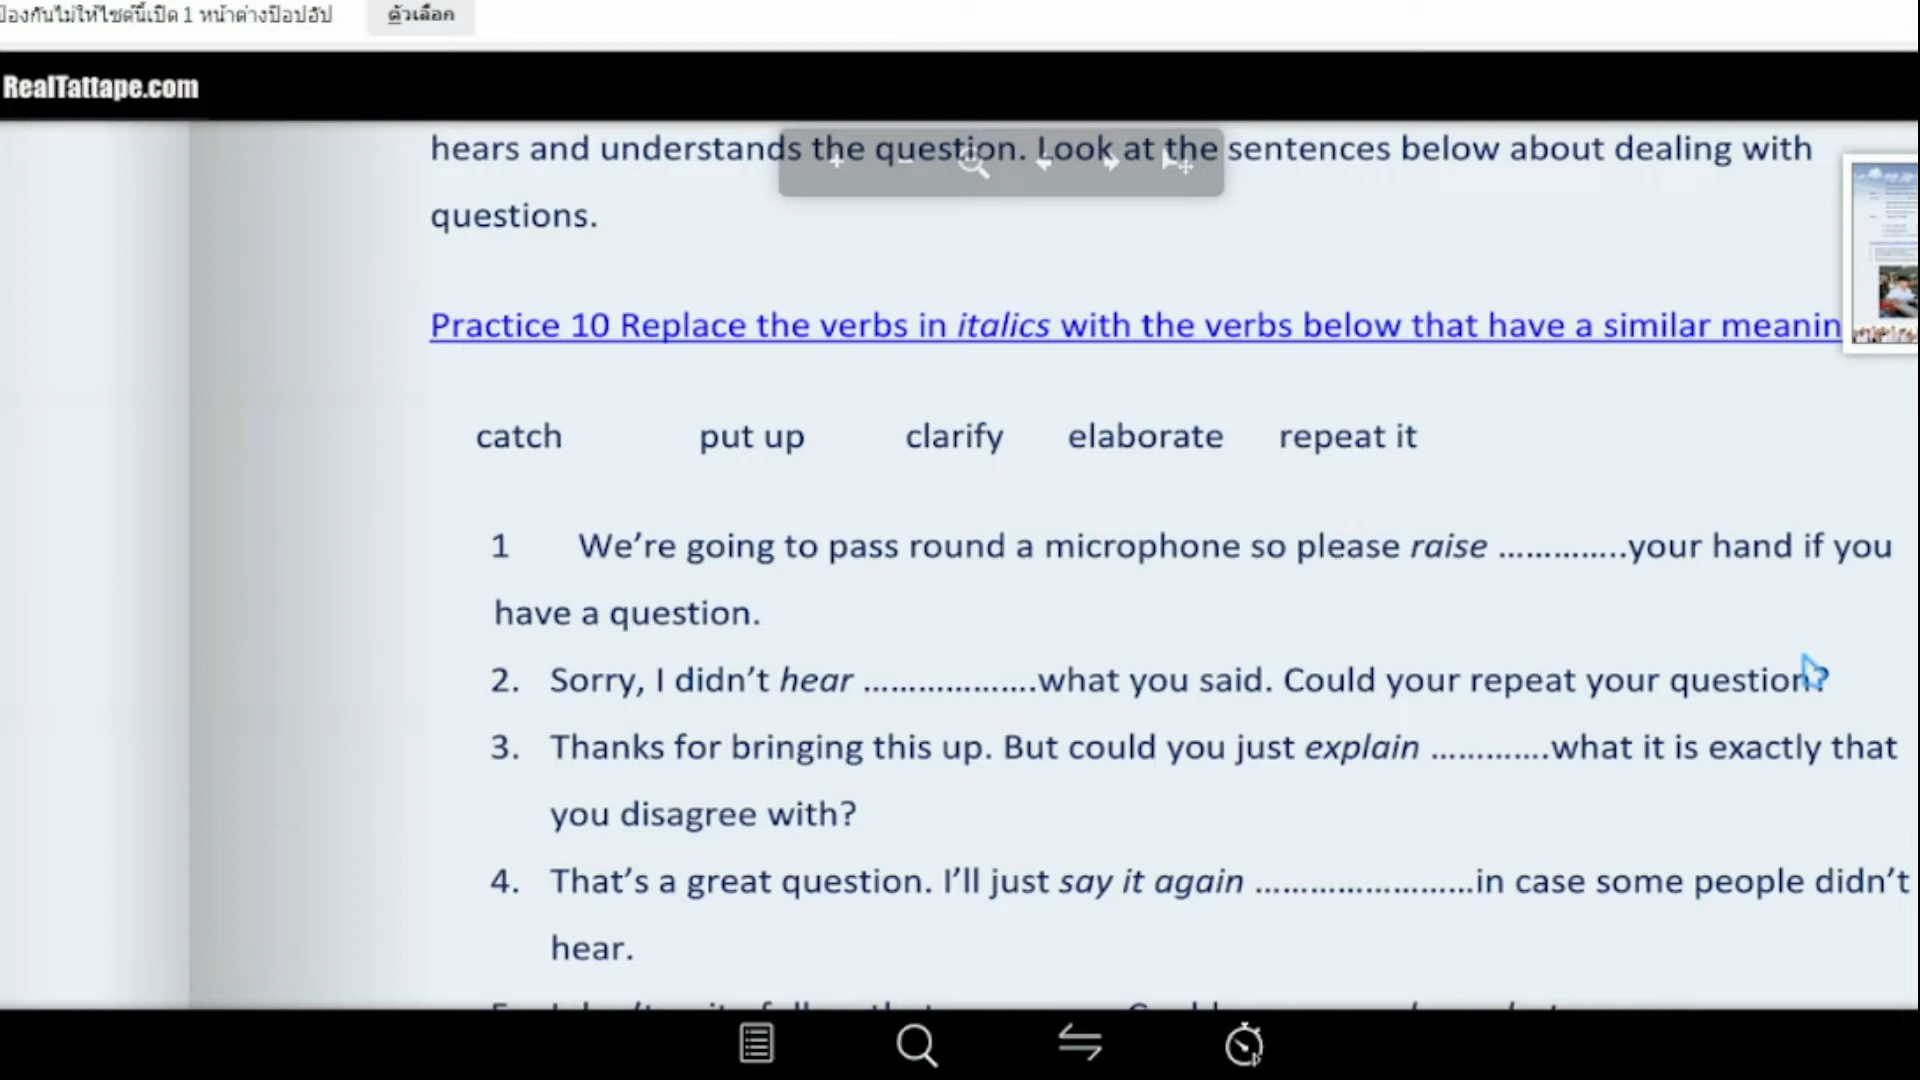 ป้องกันไม่ให้ไซต์นี้เปิด 1 หน้าต่างป๊อปอัป ตัวเลือก
RealTattape.com
hears and understands the question. Look at the sentences below about dealing with
questions.
Practice 10 Replace the verbs in italics with the verbs below that have a similar meanin
catch put up clarify elaborate repeat it
1 We’re going to pass round a microphone so please raise …………..your hand if you
have a question.
2. Sorry, I didn’t hear ……………….what you said. Could your repeat your question?
3. Thanks for bringing this up. But could you just explain ………….what it is exactly that
you disagree with?
4. That’s a great question. I’ll just say it again ……………………in case some people didn’t
hear.